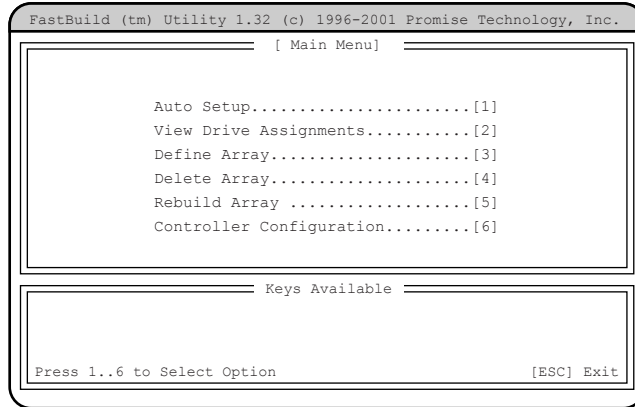 FastBuild (tm) Utility 1.32 (c) 1996-2001 Promise Technology, Inc.
[ Main Menu]
Auto Setup.......................[1]
View Drive Assignments...........[2]
Define Array.....................[3]
Delete Array.....................[4]
Rebuild Array ...................[5]
Controller Configuration.........[6]
Keys Available
Press 1..6 to Select Option [ESC] Exit